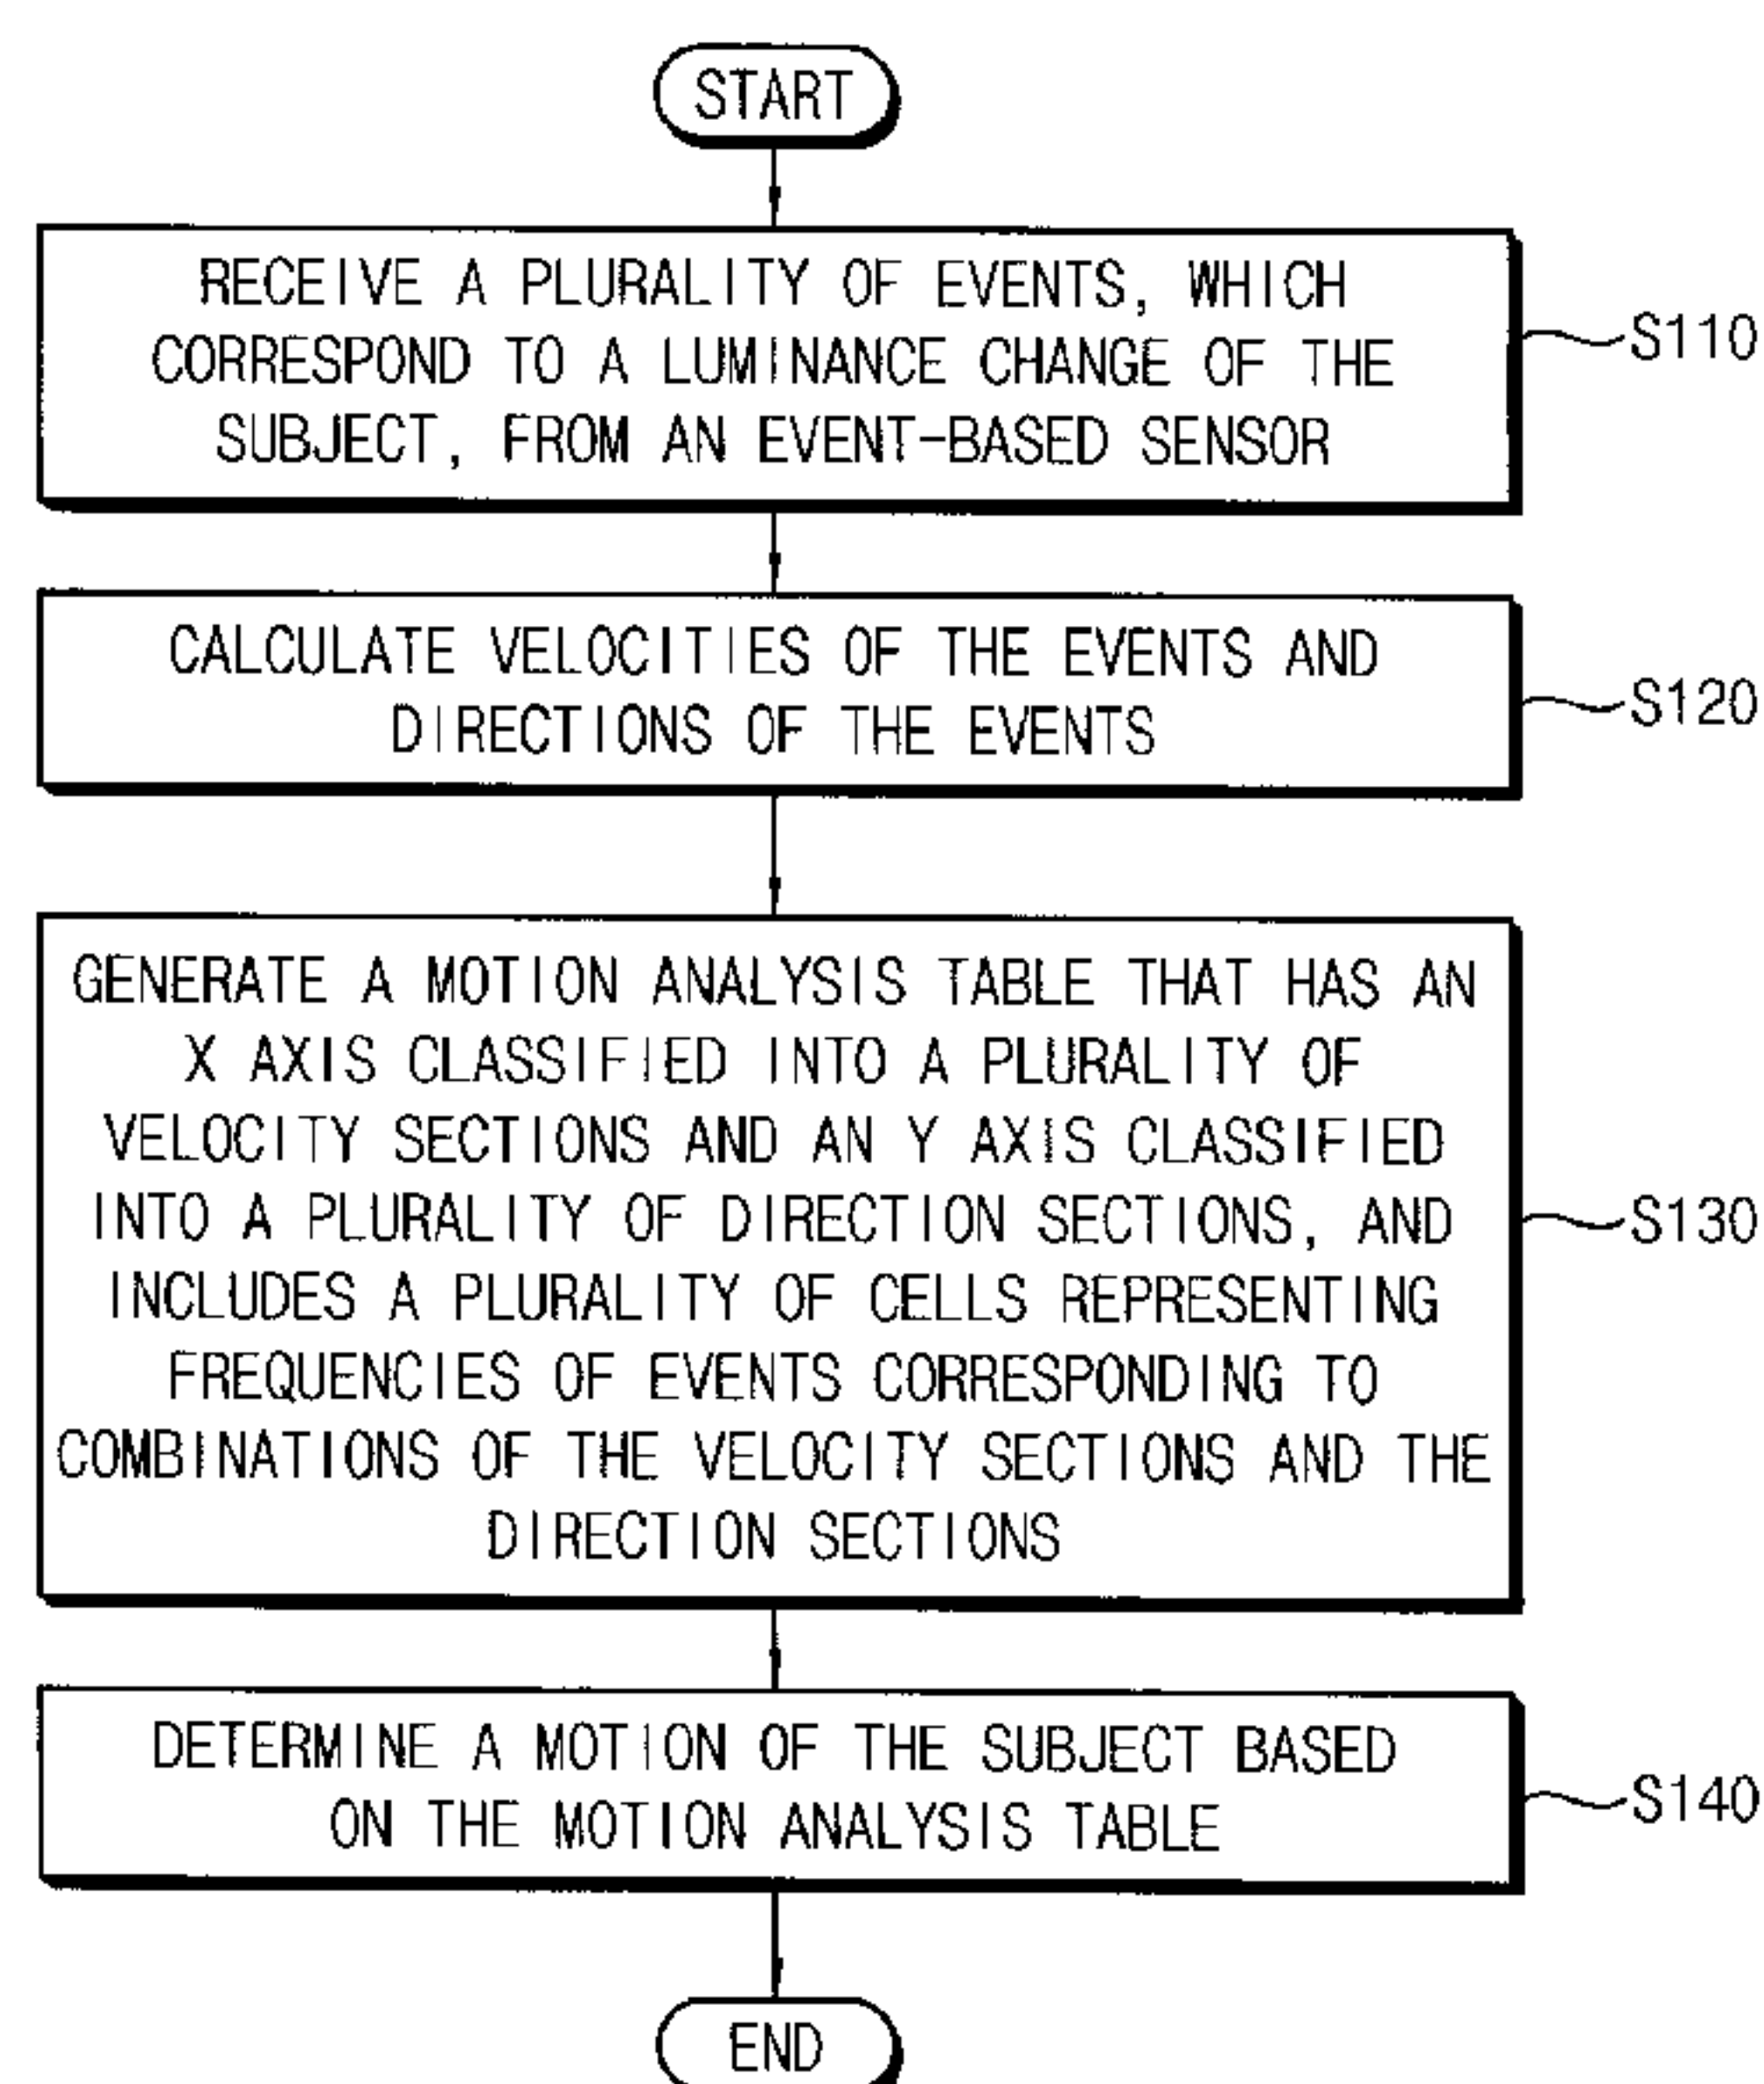 START
RECEIVE A PLURALITY OF EVENTS, WHICH
CORRESPOND TO A LUMINANCE CHANGE OF THE
SUBJECT, FROM AN EVENT-BASED SENSOR
S110
CALCULATE VELOCITIES OF THE EVENTS AND
DIRECTIONS OF THE EVENTS
S120
GENERATE A MOTION ANALYSIS TABLE THAT HAS AN
X AXIS CLASSIFIED INTO A PLURALITY OF
VELOCITY SECTIONS AND AN Y AXIS CLASSIFIED
INTO A PLURALITY OF DIRECTION SECTIONS, AND
INCLUDES A PLURALITY OF CELLS REPRESENTING
FREQUENCIES OF EVENTS CORRESPONDING TO
COMBINATIONS OF THE VELOCITY SECTIONS AND THE
DIRECTION SECTIONS
S130
DETERMINE A MOTION OF THE SUBJECT BASED
ON THE MOTION ANALYSIS TABLE
S140
END